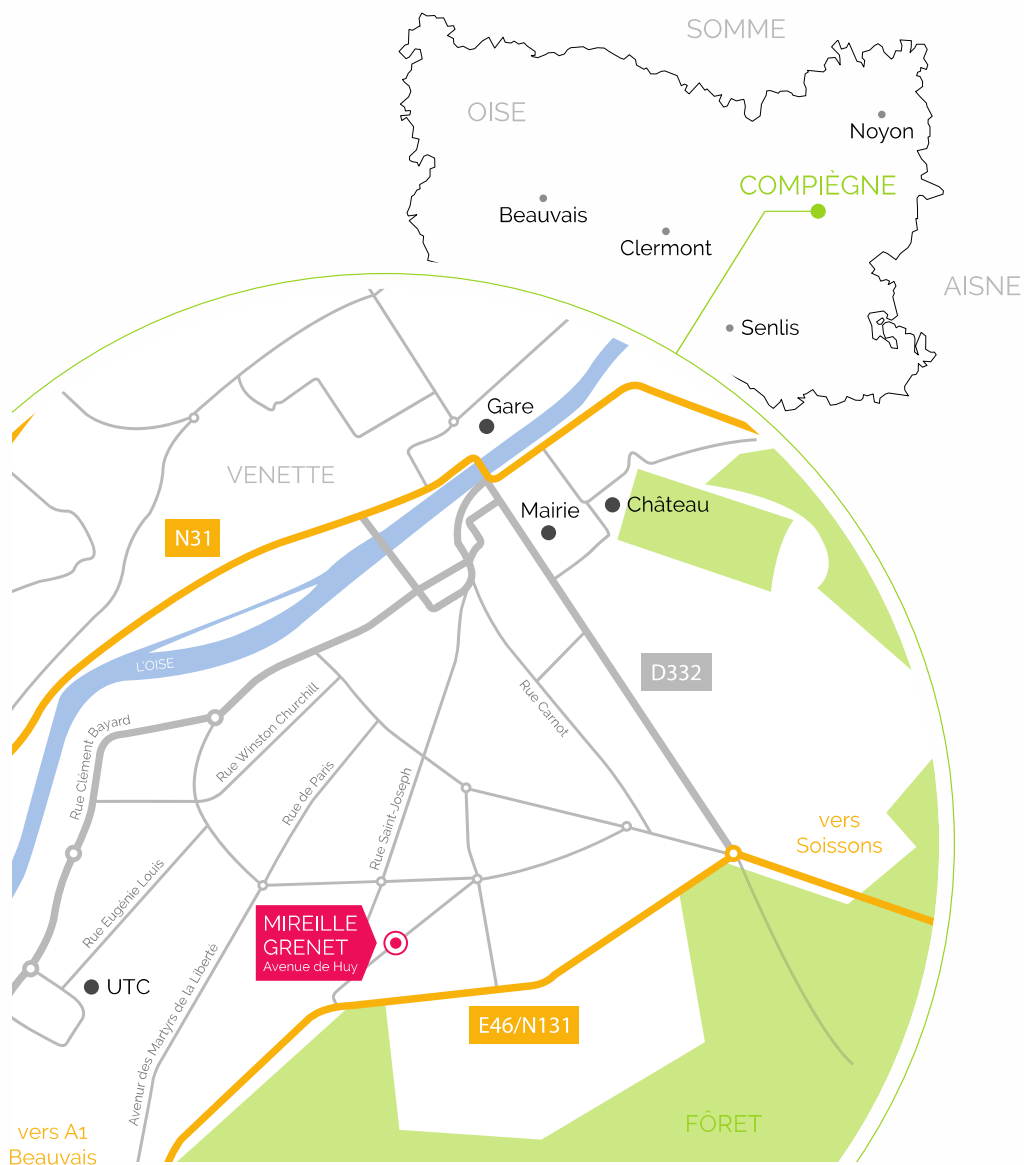 SOMME
OISE
Noyon
COMPIÈGNE
Beauvais
Clermont
AISNE
Senlis
Gare
VENETTE
Mairie
Château
N31
L'OISE
D332
Rue Clément Bayard
Rue Winston Churchill
Rue Carnot
Rue de Paris
Rue Saint-Joseph
vers
Soissons
Rue Eugénie Louis
MIREILLE
GRENET
Avenue de Huy
UTC
Avenur des Martyrs de la Liberté
E46/N131
FÔRET
vers A1
Beauvais